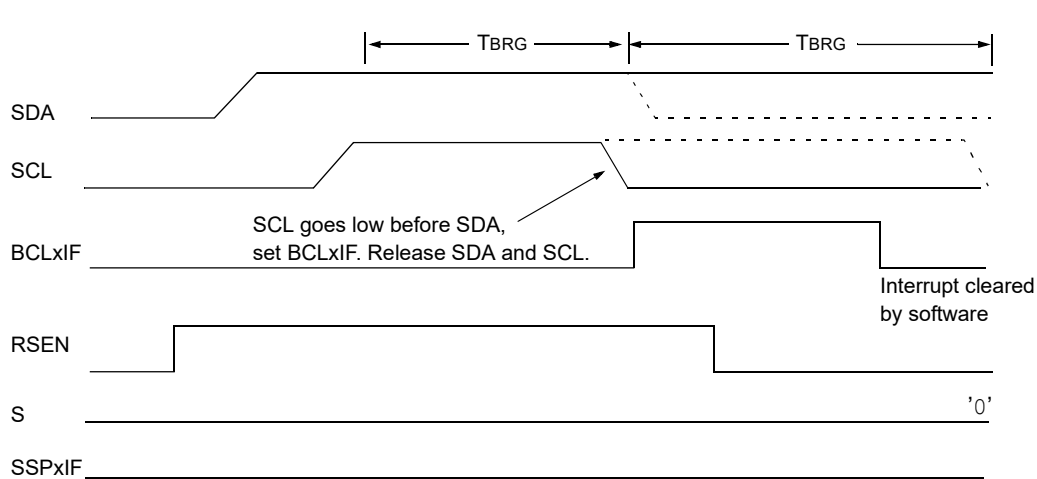 TBRG
TBRG
SDA
SCL
SCL goes low before SDA,
set BCLxIF. Release SDA and SCL.
BCLxIF
Interrupt cleared
by software
RSEN
S
'0'
SSPxIF